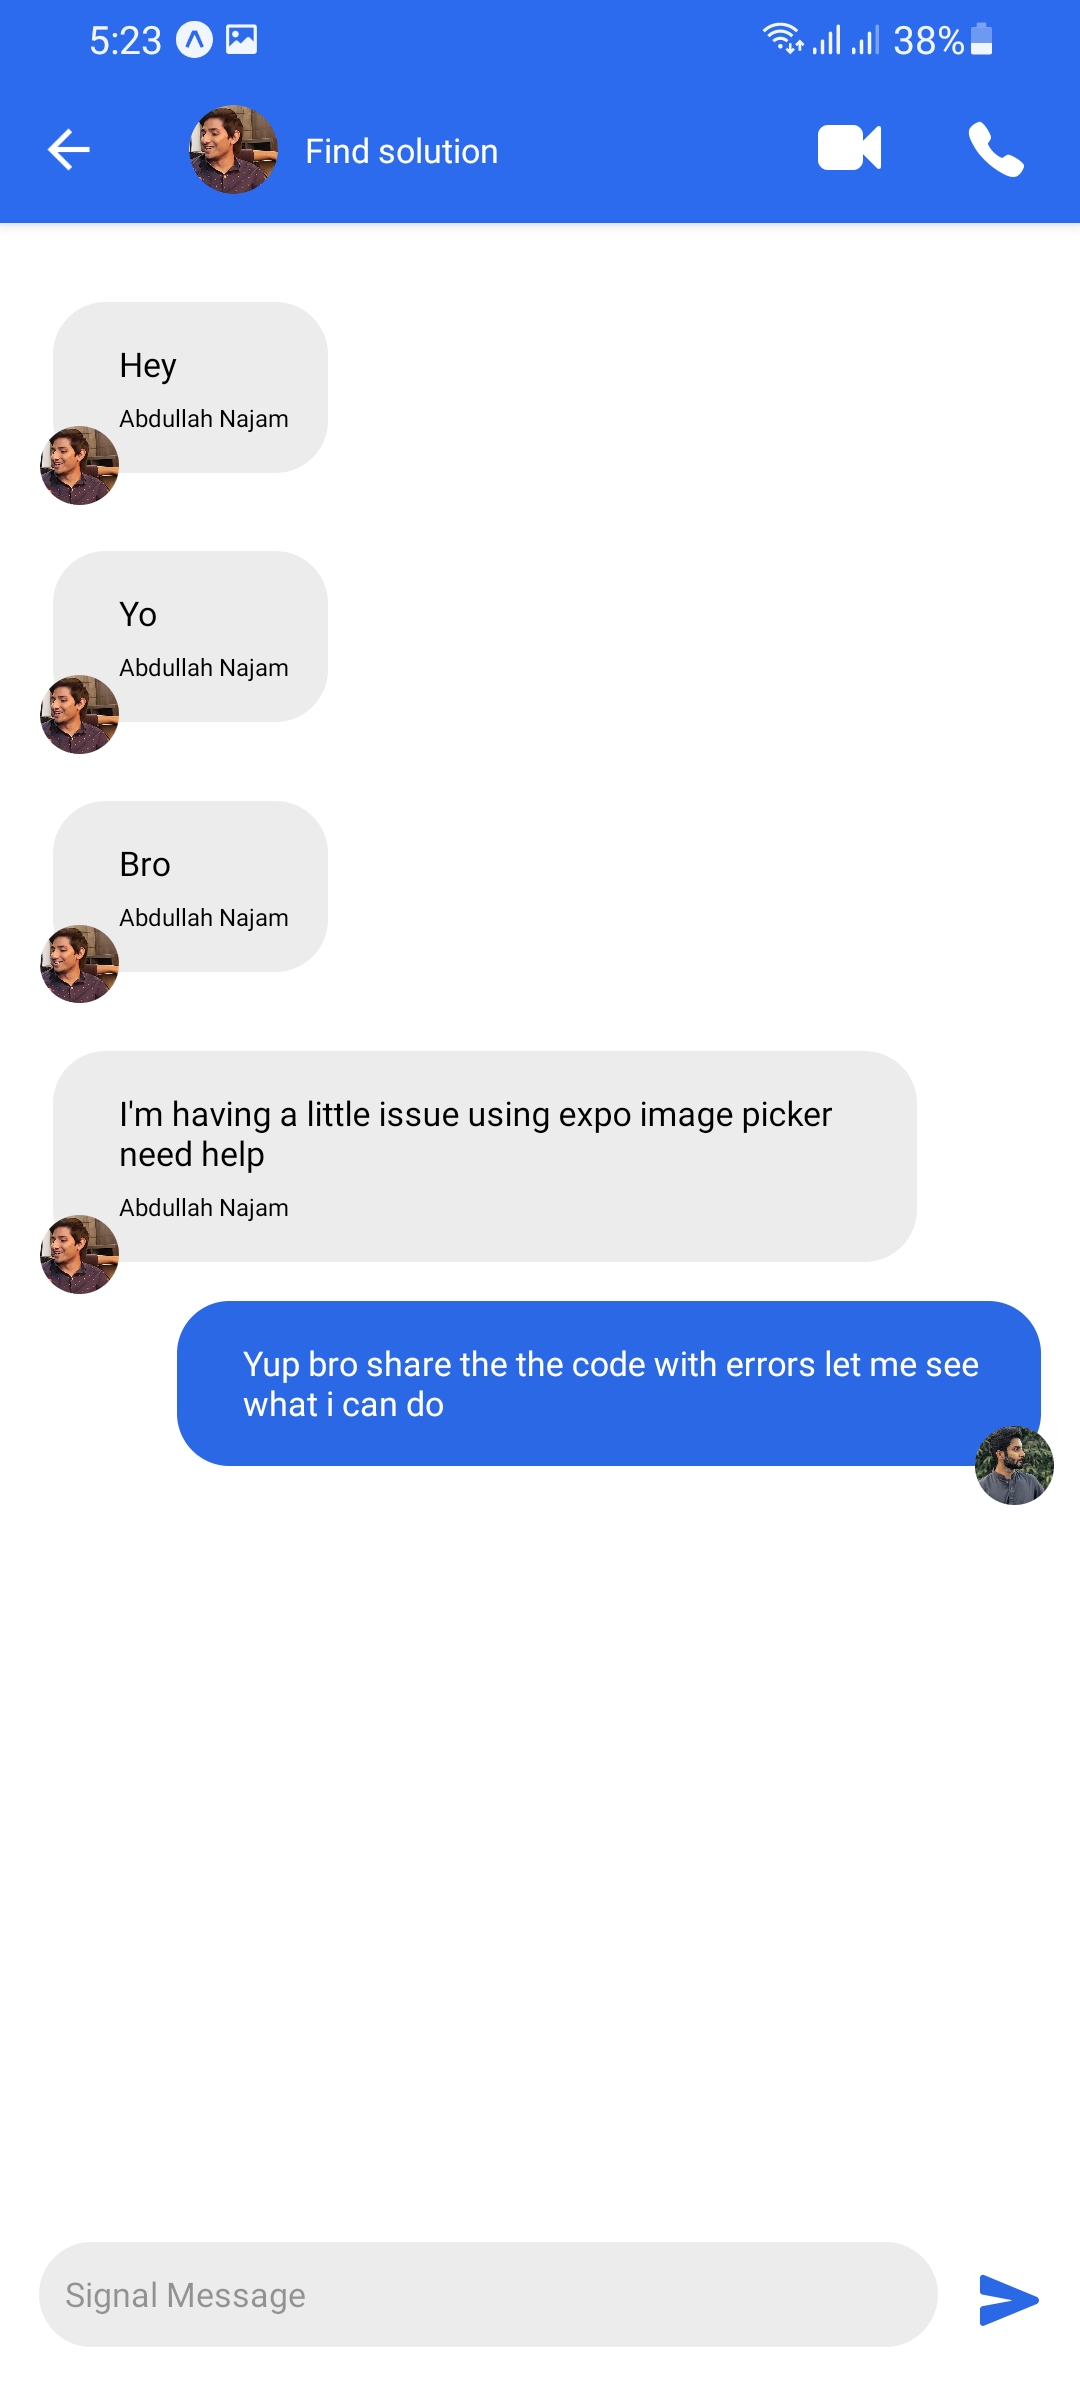 5:23
38%
Find solution
Hey
Abdullah Najam
Yo
Abdullah Najam
Bro
Abdullah Najam
I'm having a little issue using expo image picker
need help
Abdullah Najam
Yup bro share the the code with errors let me see
what i can do
Signal Message